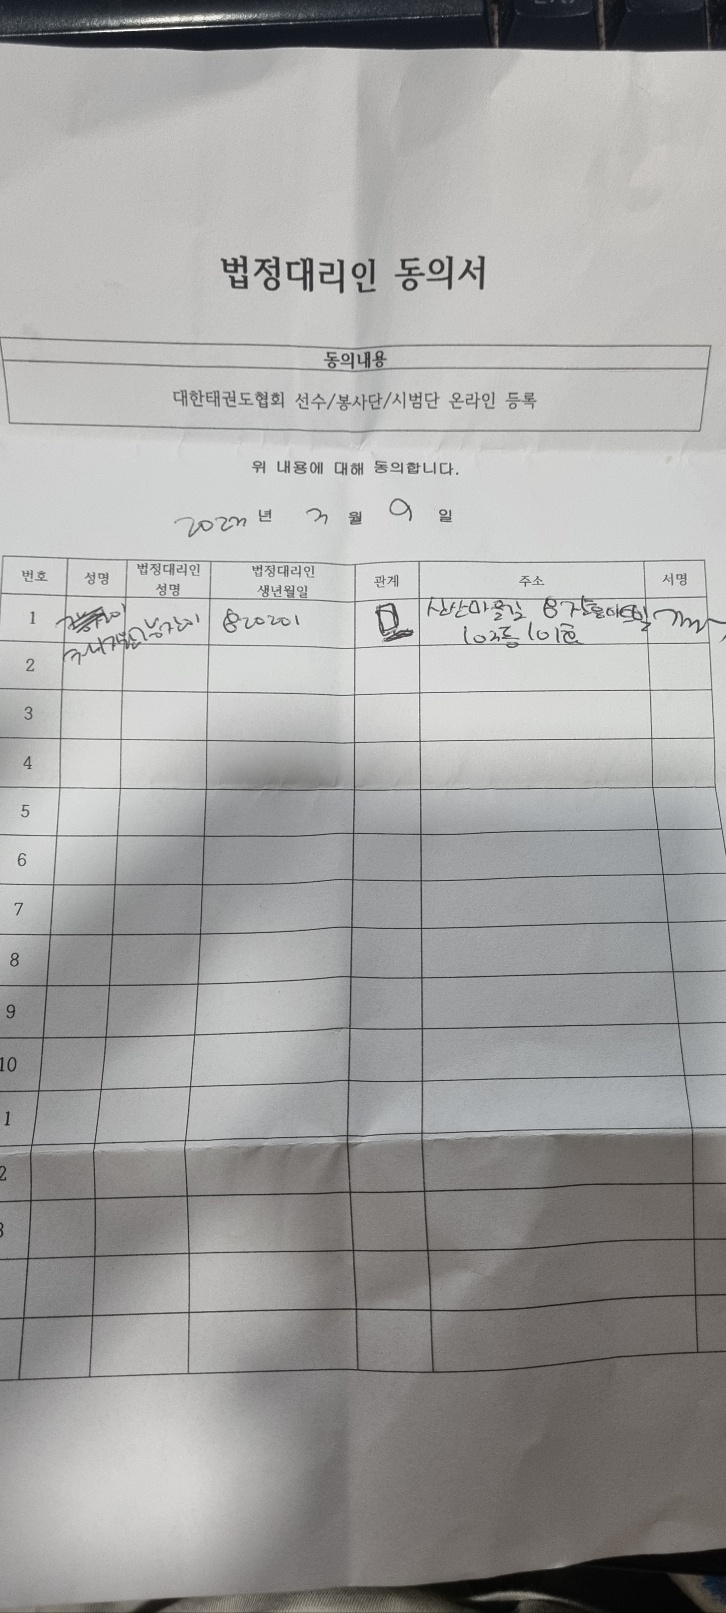 법정대리인 동의서
동의내용
대한태권도협회 선수/봉사단/시범단 온라인 등록
위 내용에 대해 동의합니다.
년 3 월 9 일
번호 성명 법정대리인 성명 법정대리인 생년월일 관계 주소 서명
1 820201
101호
2
3
4
5
6
7
8
9
10
1
2
3